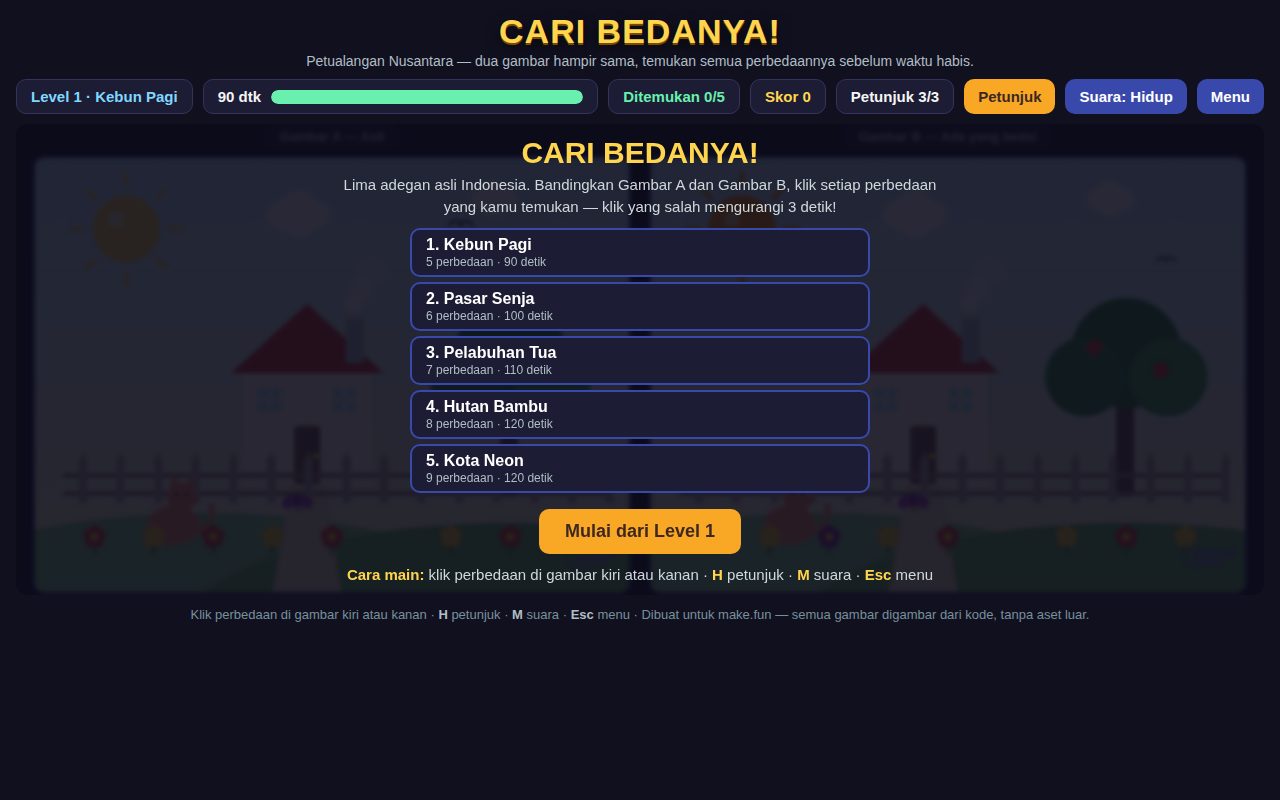 CARI BEDANYA!
Petualangan Nusantara — dua gambar hampir sama, temukan semua perbedaannya sebelum waktu habis.
Level 1 · Kebun Pagi
90 dtk
Ditemukan 0/5
Skor 0
Petunjuk 3/3
Petunjuk
Suara: Hidup
Menu
CARI BEDANYA!
Lima adegan asli Indonesia. Bandingkan Gambar A dan Gambar B, klik setiap perbedaan
yang kamu temukan — klik yang salah mengurangi 3 detik!
1. Kebun Pagi
5 perbedaan · 90 detik
2. Pasar Senja
6 perbedaan · 100 detik
3. Pelabuhan Tua
7 perbedaan · 110 detik
4. Hutan Bambu
8 perbedaan · 120 detik
5. Kota Neon
9 perbedaan · 120 detik
Mulai dari Level 1
Cara main: klik perbedaan di gambar kiri atau kanan · H petunjuk · M suara · Esc menu
Klik perbedaan di gambar kiri atau kanan · H petunjuk · M suara · Esc menu · Dibuat untuk make.fun — semua gambar digambar dari kode, tanpa aset luar.